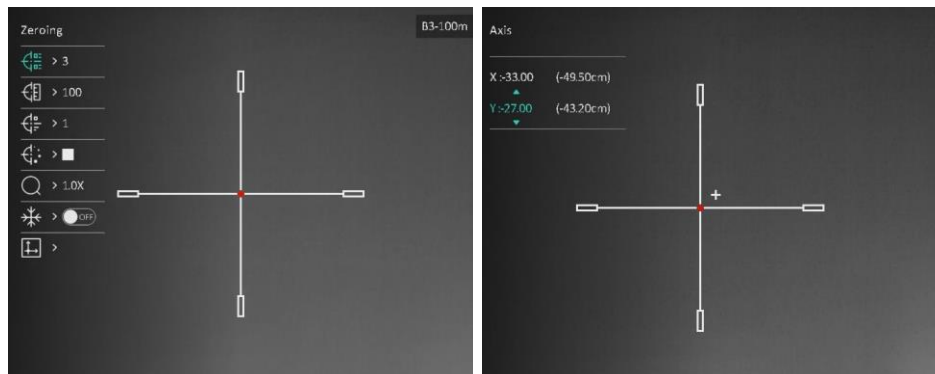 Zeroing
B3-100m
> 3
> 100
> 1
>
> 1.0X
> OFF
>
Axis
X:-33.00 (-49.50cm)
Y:-27.00 (-43.20cm)